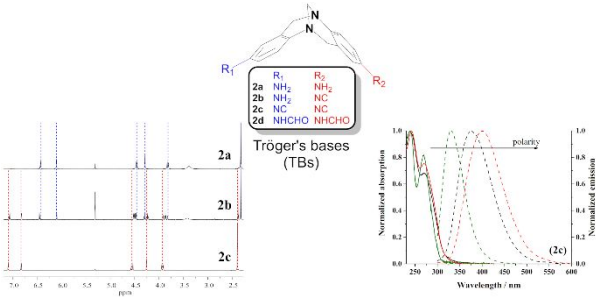 N
N
R1
R2
R1 R2
2a NH2 NH2
2b NH2 NC
2c NC NC
2d NHCHO NHCHO
Tröger's bases
(TBs)
2a
2b
2c
7.0 6.5 6.0 5.5 5.0 4.5 4.0 3.5 3.0 2.5
ppm
Normalized absorption
1.0
0.8
0.6
0.4
0.2
0.0
polarity
(2c)
1.0
0.8
0.6
0.4
0.2
0.0
Normalized emission
250 300 350 400 450 500 550 600
Wavelength / nm